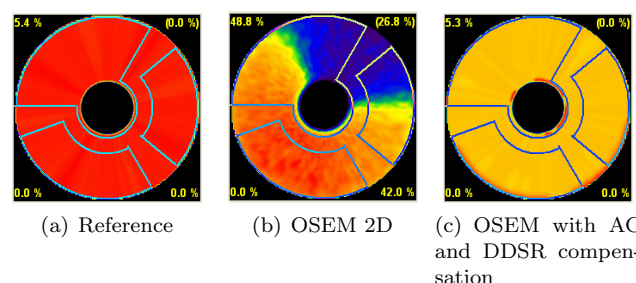 5.4 % (0.0 %)
0.0 % 0.0 %
48.8 % (26.8 %)
0.0 % 42.0 %
5.3 % (0.0 %)
0.0 % 0.0 %
(a) Reference
(b) OSEM 2D
(c) OSEM with AC
and DDSR compen-
sation